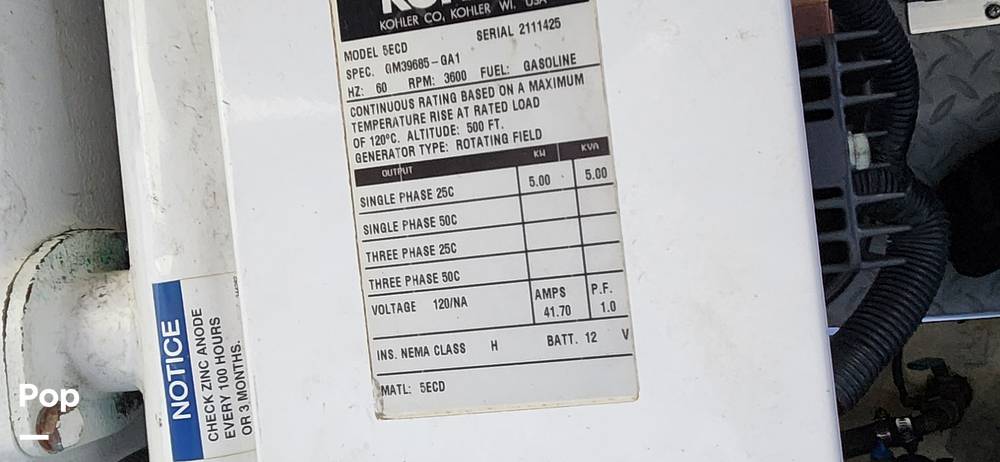 KOHLER CO, KOHLER WI. USA
MODEL 5ECD SERIAL 2111425
SPEC. GM39685-GA1
HZ: 60 RPM: 3600 FUEL: GASOLINE
CONTINUOUS RATING BASED ON A MAXIMUM
TEMPERATURE RISE AT RATED LOAD
OF 120°C. ALTITUDE: 500 FT.
GENERATOR TYPE: ROTATING FIELD
OUTPUT KW KVA
SINGLE PHASE 25C 5.00 5.00
SINGLE PHASE 50C
THREE PHASE 25C
THREE PHASE 50C
VOLTAGE 120/NA AMPS 41.70 P.F. 1.0
INS. NEMA CLASS H BATT. 12 V
MATL: 5ECD
NOTICE
CHECK ZINC ANODE
EVERY 100 HOURS
OR 3 MONTHS.
Pop